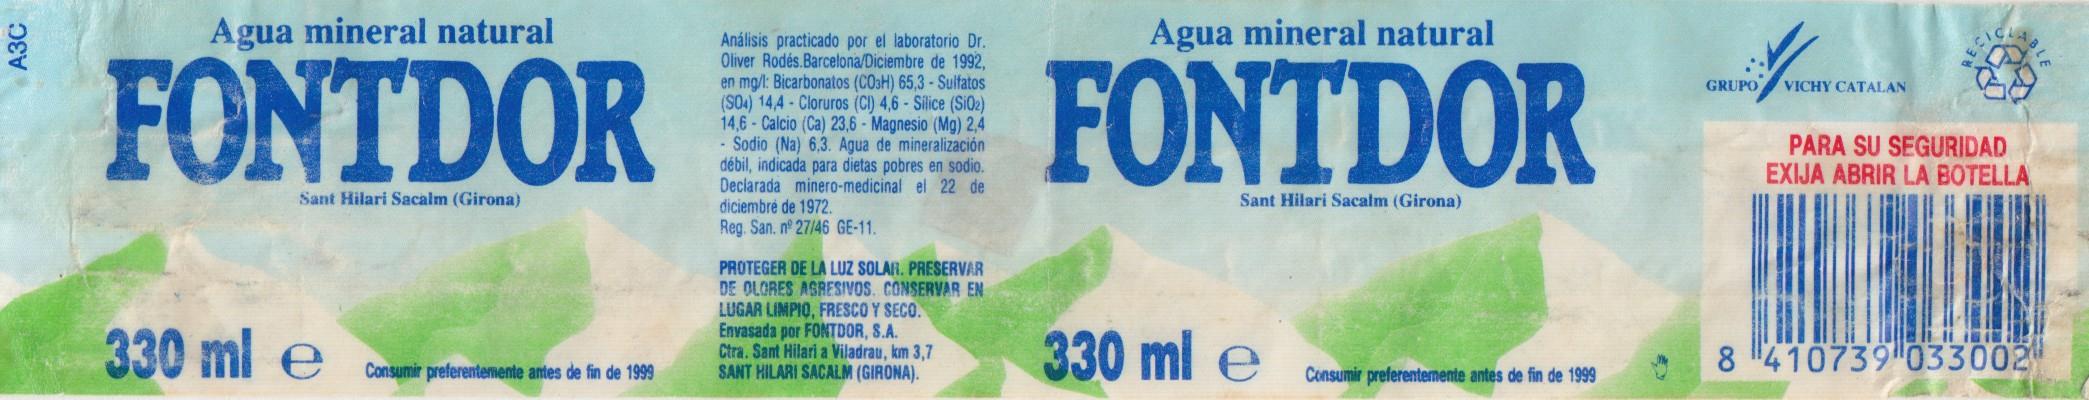 A3C
Agua mineral natural
FONTDOR
Sant Hilari Sacalm (Girona)
330 ml e
Consumir preferentemente antes de fin de 1999
Análisis practicado por el laboratorio Dr.
Oliver Rodés.Barcelona/Diciembre de 1992,
en mg/l: Bicarbonatos (CO3H) 65,3 - Sulfatos
(SO4) 14,4 - Cloruros (Cl) 4,6 - Sílice (SiO2)
14,6 - Calcio (Ca) 23,6 - Magnesio (Mg) 2,4
- Sodio (Na) 6,3. Agua de mineralización
débil, indicada para dietas pobres en sodio.
Declarada minero-medicinal el 22 de
diciembre de 1972.
Reg. San. nº 27/46 GE-11.
PROTEGER DE LA LUZ SOLAR. PRESERVAR
DE OLORES AGRESIVOS. CONSERVAR EN
LUGAR LIMPIO, FRESCO Y SECO.
Envasada por FONTDOR, S.A.
Ctra. Sant Hilari a Viladrau, km 3,7
SANT HILARI SACALM (GIRONA).
Agua mineral natural
FONTDOR
Sant Hilari Sacalm (Girona)
330 ml e
Consumir preferentemente antes de fin de 1999
GRUPO VICHY CATALAN
RECICLABLE
PARA SU SEGURIDAD
EXIJA ABRIR LA BOTELLA
8 410739 033002